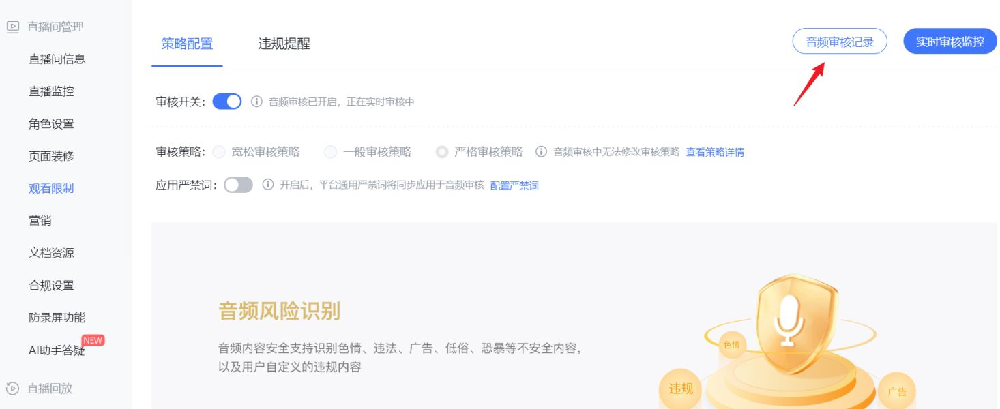 直播间管理
直播间信息
直播监控
角色设置
页面装修
观看限制
营销
文档资源
合规设置
防录屏功能
AI助手答疑 NEW
直播回放
策略配置 违规提醒 音频审核记录 实时审核监控
审核开关： 音频审核已开启，正在实时审核中
审核策略： 宽松审核策略 一般审核策略 严格审核策略 音频审核中无法修改审核策略 查看策略详情
应用严禁词： 开启后，平台通用严禁词将同步应用于音频审核 配置严禁词
音频风险识别
音频内容安全支持识别色情、违法、广告、低俗、恐暴等不安全内容，
以及用户自定义的违规内容
色情
违规
广告